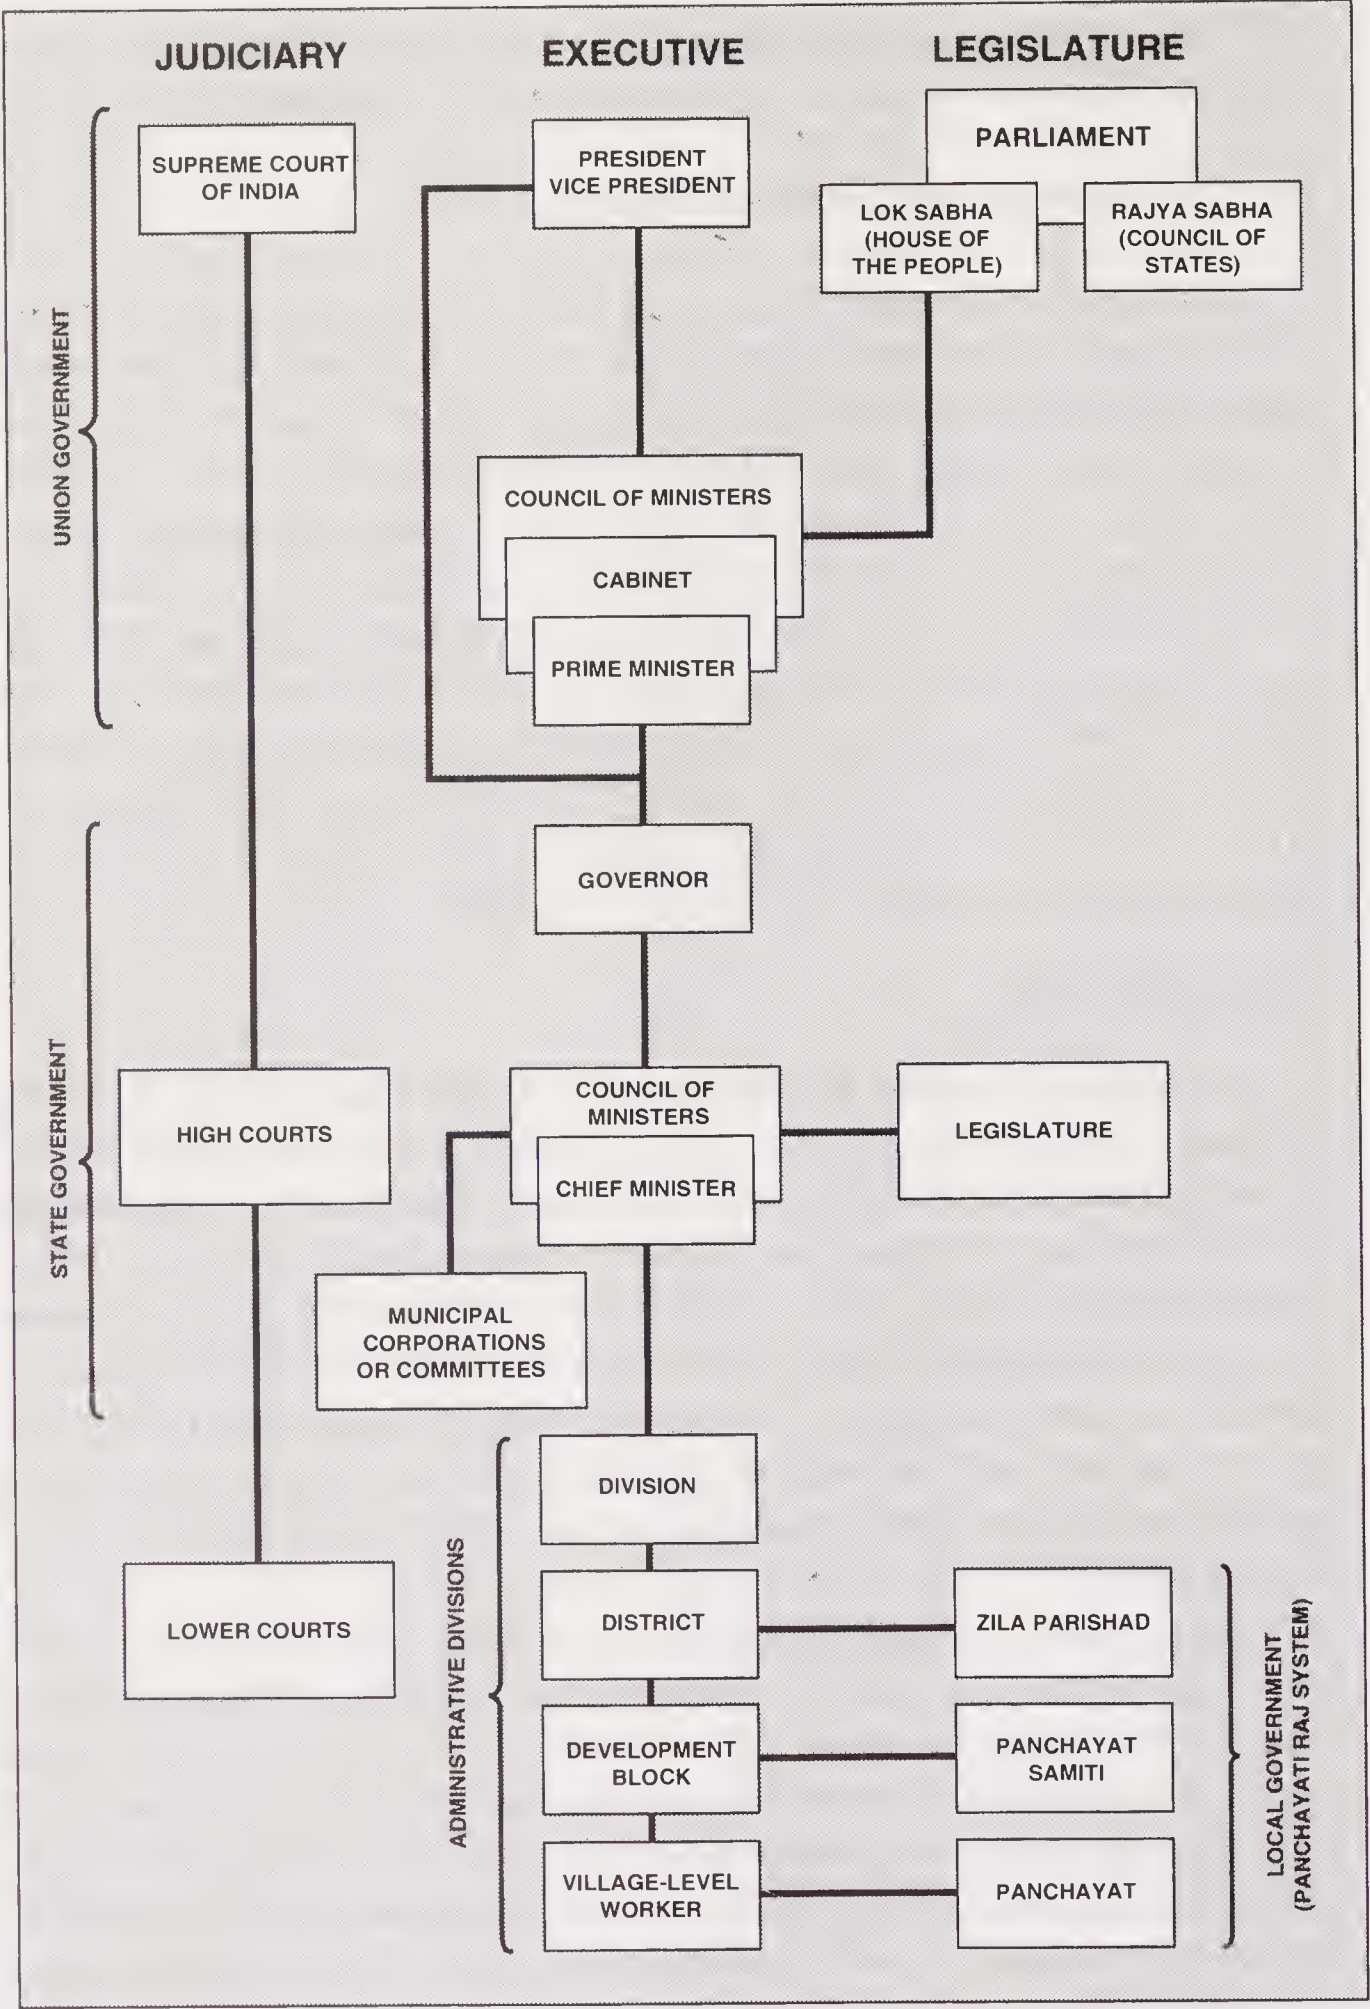 JUDICIARY
EXECUTIVE
LEGISLATURE
UNION GOVERNMENT
SUPREME COURT
OF INDIA
PRESIDENT
VICE PRESIDENT
PARLIAMENT
LOK SABHA
(HOUSE OF
THE PEOPLE)
RAJYA SABHA
(COUNCIL OF
STATES)
COUNCIL OF MINISTERS
CABINET
PRIME MINISTER
STATE GOVERNMENT
GOVERNOR
HIGH COURTS
COUNCIL OF
MINISTERS
CHIEF MINISTER
LEGISLATURE
MUNICIPAL
CORPORATIONS
OR COMMITTEES
LOWER COURTS
ADMINISTRATIVE DIVISIONS
DIVISION
DISTRICT
ZILA PARISHAD
DEVELOPMENT
BLOCK
PANCHAYAT
SAMITI
VILLAGE-LEVEL
WORKER
PANCHAYAT
LOCAL GOVERNMENT
(PANCHAYATI RAJ SYSTEM)